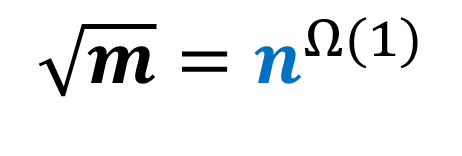 √m = n^Ω(1)